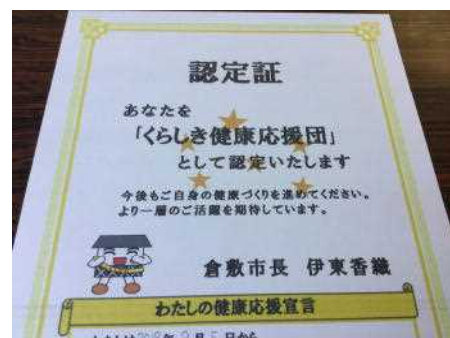 認定証
あなたを
「くらしき健康応援団」
として認定いたします
今後もご自身の健康づくりを進めてください。
より一層のご活躍を期待しています。
倉敷市長 伊東香織
わたしの健康応援宣言